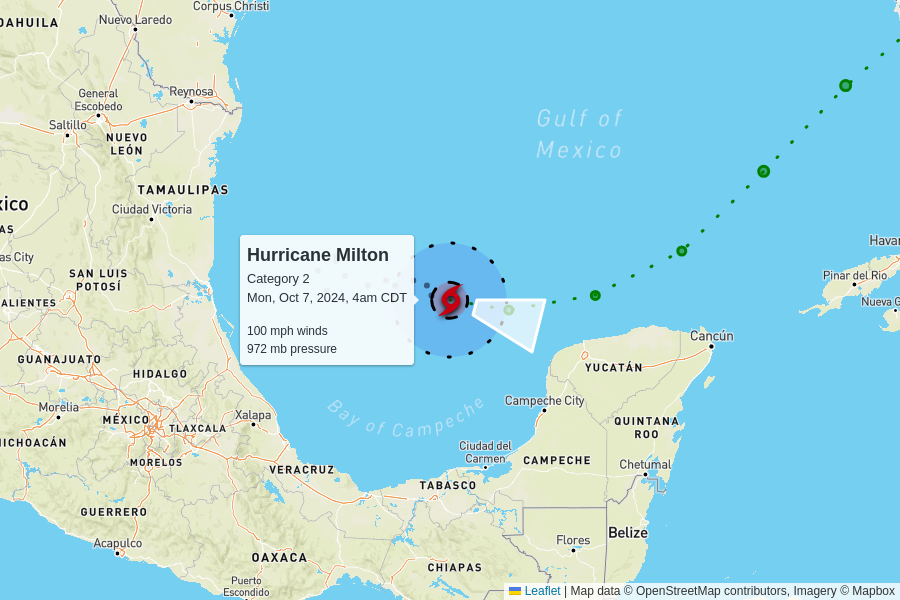 Corpus Christi
Nuevo Laredo
OAHUILA
General
Escobedo
Reynosa
Saltillo
NUEVO
LEÓN
Gulf of
Mexico
TAMAULIPAS
XICO
Ciudad Victoria
AS
as City
SAN LUIS
POTOSÍ
ALIENTES
Hurricane Milton
Category 2
Mon, Oct 7, 2024, 4am CDT
100 mph winds
972 mb pressure
Havan
Pinar del Rio
Nueva G
Cancún
YUCATÁN
GUANAJUATO
HIDALGO
Morelia
MÉXICO
TLAXCALA
Xalapa
Bay of Campeche
Campeche City
QUINTANA
ROO
MICHOACÁN
MORELOS
VERACRUZ
Ciudad del
Carmen
CAMPECHE
Chetumal
TABASCO
GUERRERO
Acapulco
OAXACA
CHIAPAS
Flores
Belize
Puerto
Escondido
Leaflet | Map data © OpenStreetMap contributors, Imagery © Mapbox